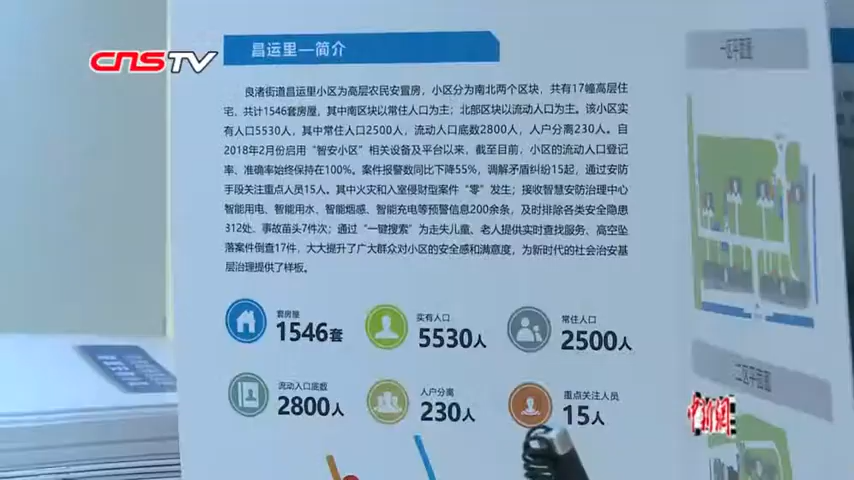 CNSTV
昌运里—简介
一区平面图
良渚街道昌运里小区为高层农民安置房，小区分为南北两个区块，共有17幢高层住
宅，共计1546套房屋，其中南区块以常住人口为主；北部区块以流动人口为主。该小区实
有人口5530人，其中常住人口2500人，流动人口底数2800人，人户分离230人。自
2018年2月份启用“智安小区”相关设备及平台以来，截至目前，小区的流动人口登记
率、准确率始终保持在100%。案件报警数同比下降55%，调解矛盾纠纷15起，通过安防
手段关注重点人员15人。其中火灾和入室侵财型案件“零”发生；接收智慧安防治理中心
智能用电、智能用水、智能烟感、智能充电等预警信息200余条，及时排除各类安全隐患
312处、事故苗头7件次；通过“一键搜索”为走失儿童、老人提供实时查找服务、高空坠
落案件倒查17件，大大提升了广大群众对小区的安全感和满意度，为新时代的社会治安基
层治理提供了样板。
套房屋
1546套
实有人口
5530人
常住人口
2500人
流动人口底数
2800人
人户分离
230人
重点关注人员
15人
二区平面图
中新网